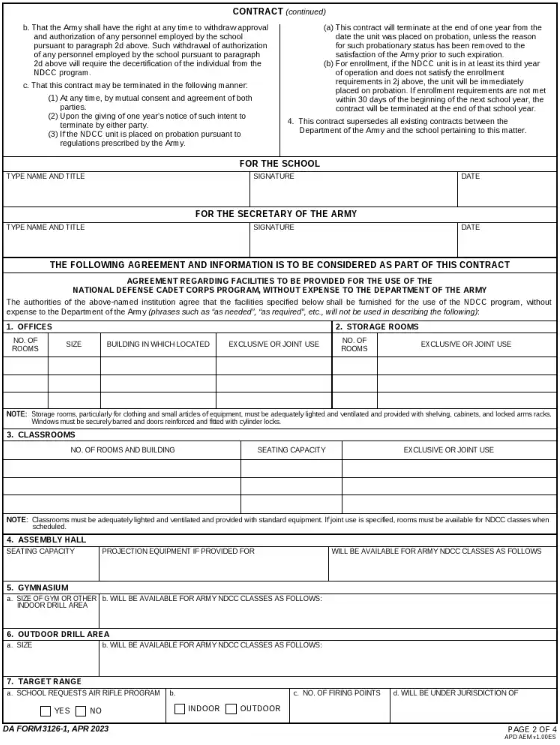 CONTRACT (continued)
b. That the Army shall have the right at any time to withdraw approval
and authorization of any personnel employed by the school
pursuant to paragraph 2d above. Such withdrawal of authorization
of any personnel employed by the school pursuant to paragraph
2d above will require the decertification of the individual from the
NDCC program.
c. That this contract may be terminated in the following manner:
(1) At any time, by mutual consent and agreement of both
parties.
(2) Upon the giving of one year's notice of such intent to
terminate by either party.
(3) If the NDCC unit is placed on probation pursuant to
regulations prescribed by the Army.
(a) This contract will terminate at the end of one year from the
date the unit was placed on probation, unless the reason
for such probationary status has been removed to the
satisfaction of the Army prior to such expiration.
(b) For enrollment, if the NDCC unit is in at least its third year
of operation and does not satisfy the enrollment
requirements in 2j above, the unit will be immediately
placed on probation. If enrollment requirements are not met
within 30 days of the beginning of the next school year, the
contract will be terminated at the end of that school year.
4. This contract supersedes all existing contracts between the
Department of the Army and the school pertaining to this matter.
FOR THE SCHOOL
TYPE NAME AND TITLE SIGNATURE DATE
FOR THE SECRETARY OF THE ARMY
TYPE NAME AND TITLE SIGNATURE DATE
THE FOLLOWING AGREEMENT AND INFORMATION IS TO BE CONSIDERED AS PART OF THIS CONTRACT
AGREEMENT REGARDING FACILITIES TO BE PROVIDED FOR THE USE OF THE
NATIONAL DEFENSE CADET CORPS PROGRAM, WITHOUT EXPENSE TO THE DEPARTMENT OF THE ARMY
The authorities of the above-named institution agree that the facilities specified below shall be furnished for the use of the NDCC program, without
expense to the Department of the Army (phrases such as "as needed", "as required", etc., will not be used in describing the following):
1. OFFICES 2. STORAGE ROOMS
NO. OF
ROOMS SIZE BUILDING IN WHICH LOCATED EXCLUSIVE OR JOINT USE NO. OF
ROOMS EXCLUSIVE OR JOINT USE
NOTE: Storage rooms, particularly for clothing and small articles of equipment, must be adequately lighted and ventilated and provided with shelving, cabinets, and locked arms racks.
Windows must be securely barred and doors reinforced and fitted with cylinder locks.
3. CLASSROOMS
NO. OF ROOMS AND BUILDING SEATING CAPACITY EXCLUSIVE OR JOINT USE
NOTE: Classrooms must be adequately lighted and ventilated and provided with standard equipment. If joint use is specified, rooms must be available for NDCC classes when
scheduled.
4. ASSEMBLY HALL
SEATING CAPACITY PROJECTION EQUIPMENT IF PROVIDED FOR WILL BE AVAILABLE FOR ARMY NDCC CLASSES AS FOLLOWS
5. GYMNASIUM
a. SIZE OF GYM OR OTHER
INDOOR DRILL AREA b. WILL BE AVAILABLE FOR ARMY NDCC CLASSES AS FOLLOWS:
6. OUTDOOR DRILL AREA
a. SIZE b. WILL BE AVAILABLE FOR ARMY NDCC CLASSES AS FOLLOWS:
7. TARGET RANGE
a. SCHOOL REQUESTS AIR RIFLE PROGRAM b. c. NO. OF FIRING POINTS d. WILL BE UNDER JURISDICTION OF
YES NO INDOOR OUTDOOR
DA FORM 3126-1, APR 2023 PAGE 2 OF 4
APD AEM v1.00ES